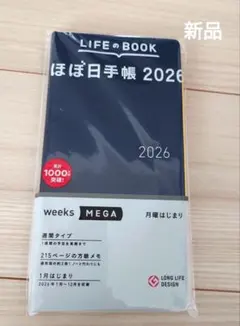 新品
LIFEのBOOK
ほぼ日手帳 2026
2026
累計
1000万部
突破!
weeks MEGA
月曜はじまり
週間タイプ
215ページの方眼メモ
1月はじまり
LONG LIFE
DESIGN